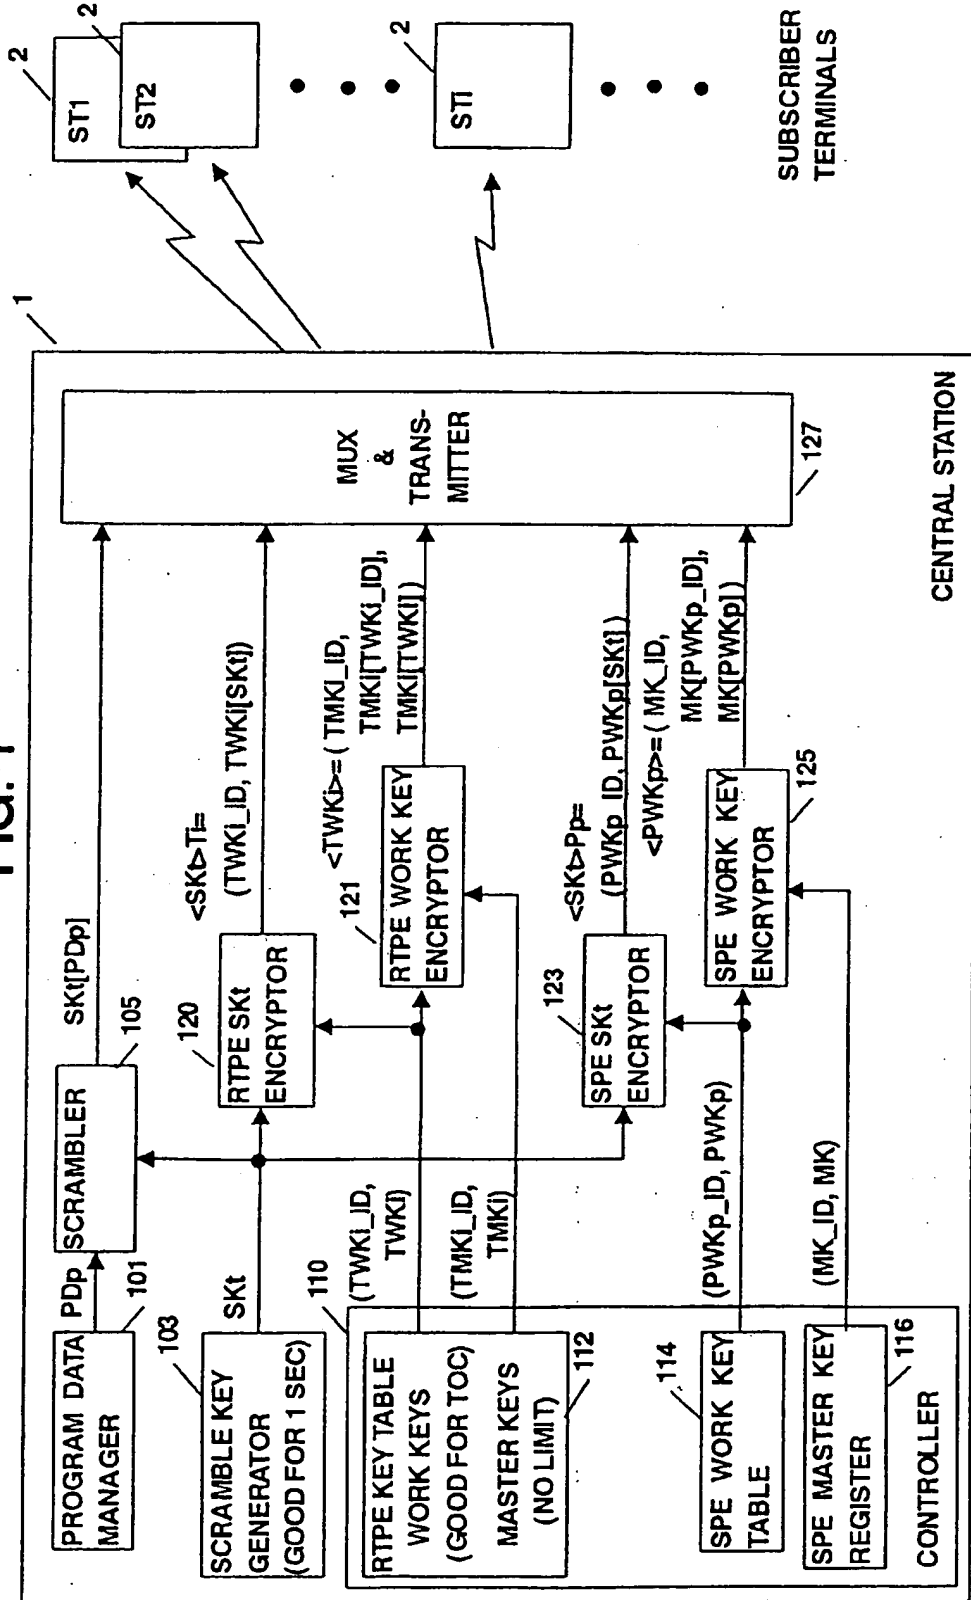 FIG. 1
PROGRAM DATA
MANAGER
101
PDp
SCRAMBLER
105
SKt[PDp]
103
SCRAMBLE KEY
GENERATOR
(GOOD FOR 1 SEC)
SKt
120
RTPE SKt
ENCRYPTOR
<SKt>Ti=
(TWKi_ID, TWKi[SKt])
110
RTPE KEY TABLE
WORK KEYS
(GOOD FOR TOC)
MASTER KEYS
(NO LIMIT)
112
(TWKi_ID,
TWKi)
(TMKi_ID,
TMKi)
121
RTPE WORK KEY
ENCRYPTOR
<TWKi>=( TMKi_ID,
TMKi[TWKi_ID],
TMKi[TWKi] )
123
SPE SKt
ENCRYPTOR
<SKt>Pp=
(PWKp_ID, PWKp[SKt] )
114
SPE WORK KEY
TABLE
(PWKp_ID, PWKp)
SPE WORK KEY
ENCRYPTOR
125
<PWKp>=( MK_ID,
MK[PWKp_ID],
MK[PWKp] )
SPE MASTER KEY
REGISTER
116
(MK_ID, MK)
CONTROLLER
MUX
&
TRANS-
MITTER
127
CENTRAL STATION
1
ST1
2
ST2
2
STi
2
SUBSCRIBER
TERMINALS